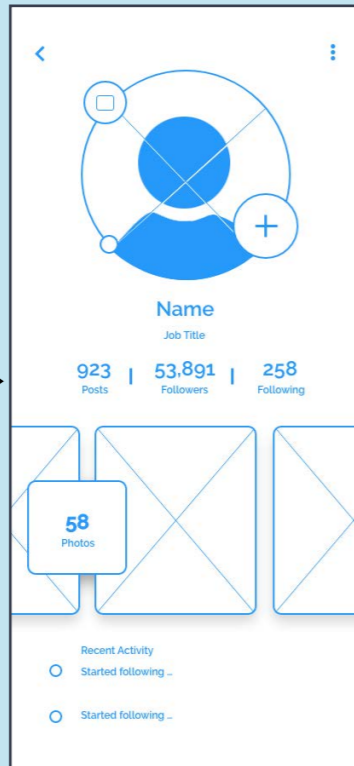 Name
Job Title
923 53,891 258
Posts Followers Following
58
Photos
Recent Activity
Started following ...
Started following ...